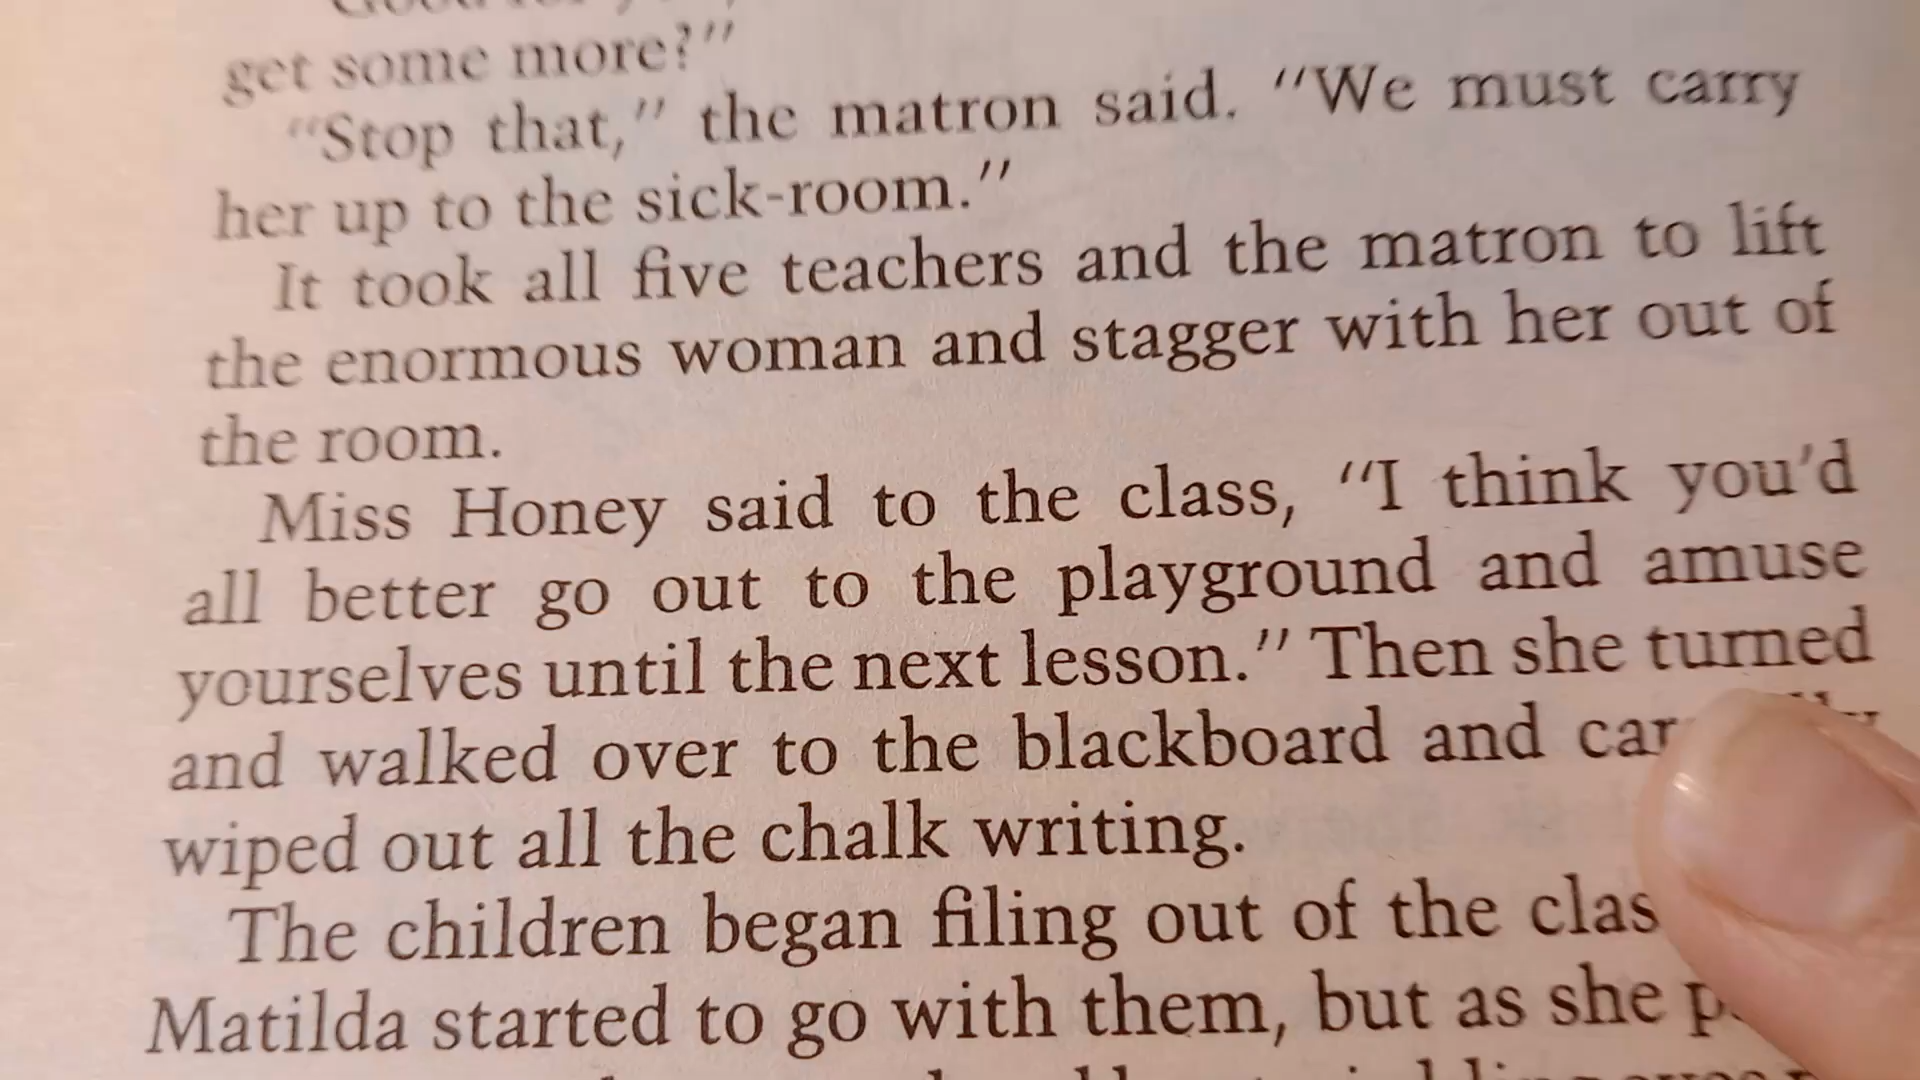 get some more?"
"Stop that," the matron said. "We must carry
her up to the sick-room."
It took all five teachers and the matron to lift
the enormous woman and stagger with her out of
the room.
Miss Honey said to the class, "I think you'd
all better go out to the playground and amuse
yourselves until the next lesson." Then she turned
and walked over to the blackboard and
wiped out all the chalk writing.
The children began filing out of the
Matilda started to go with them, but as she